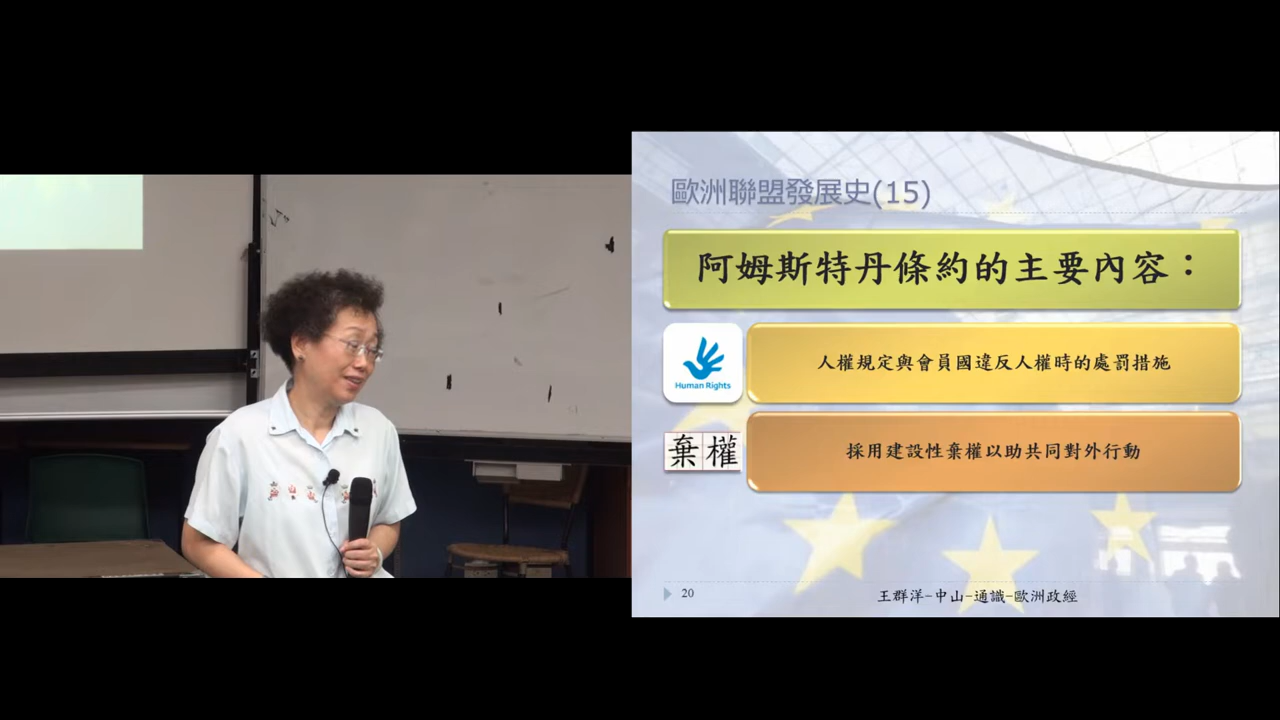 歐洲聯盟發展史(15)
阿姆斯特丹條約的主要內容：
Human Rights
人權規定與會員國違反人權時的處罰措施
棄權
採用建設性棄權以助共同對外行動
20
王群洋-中山-通識-歐洲政經